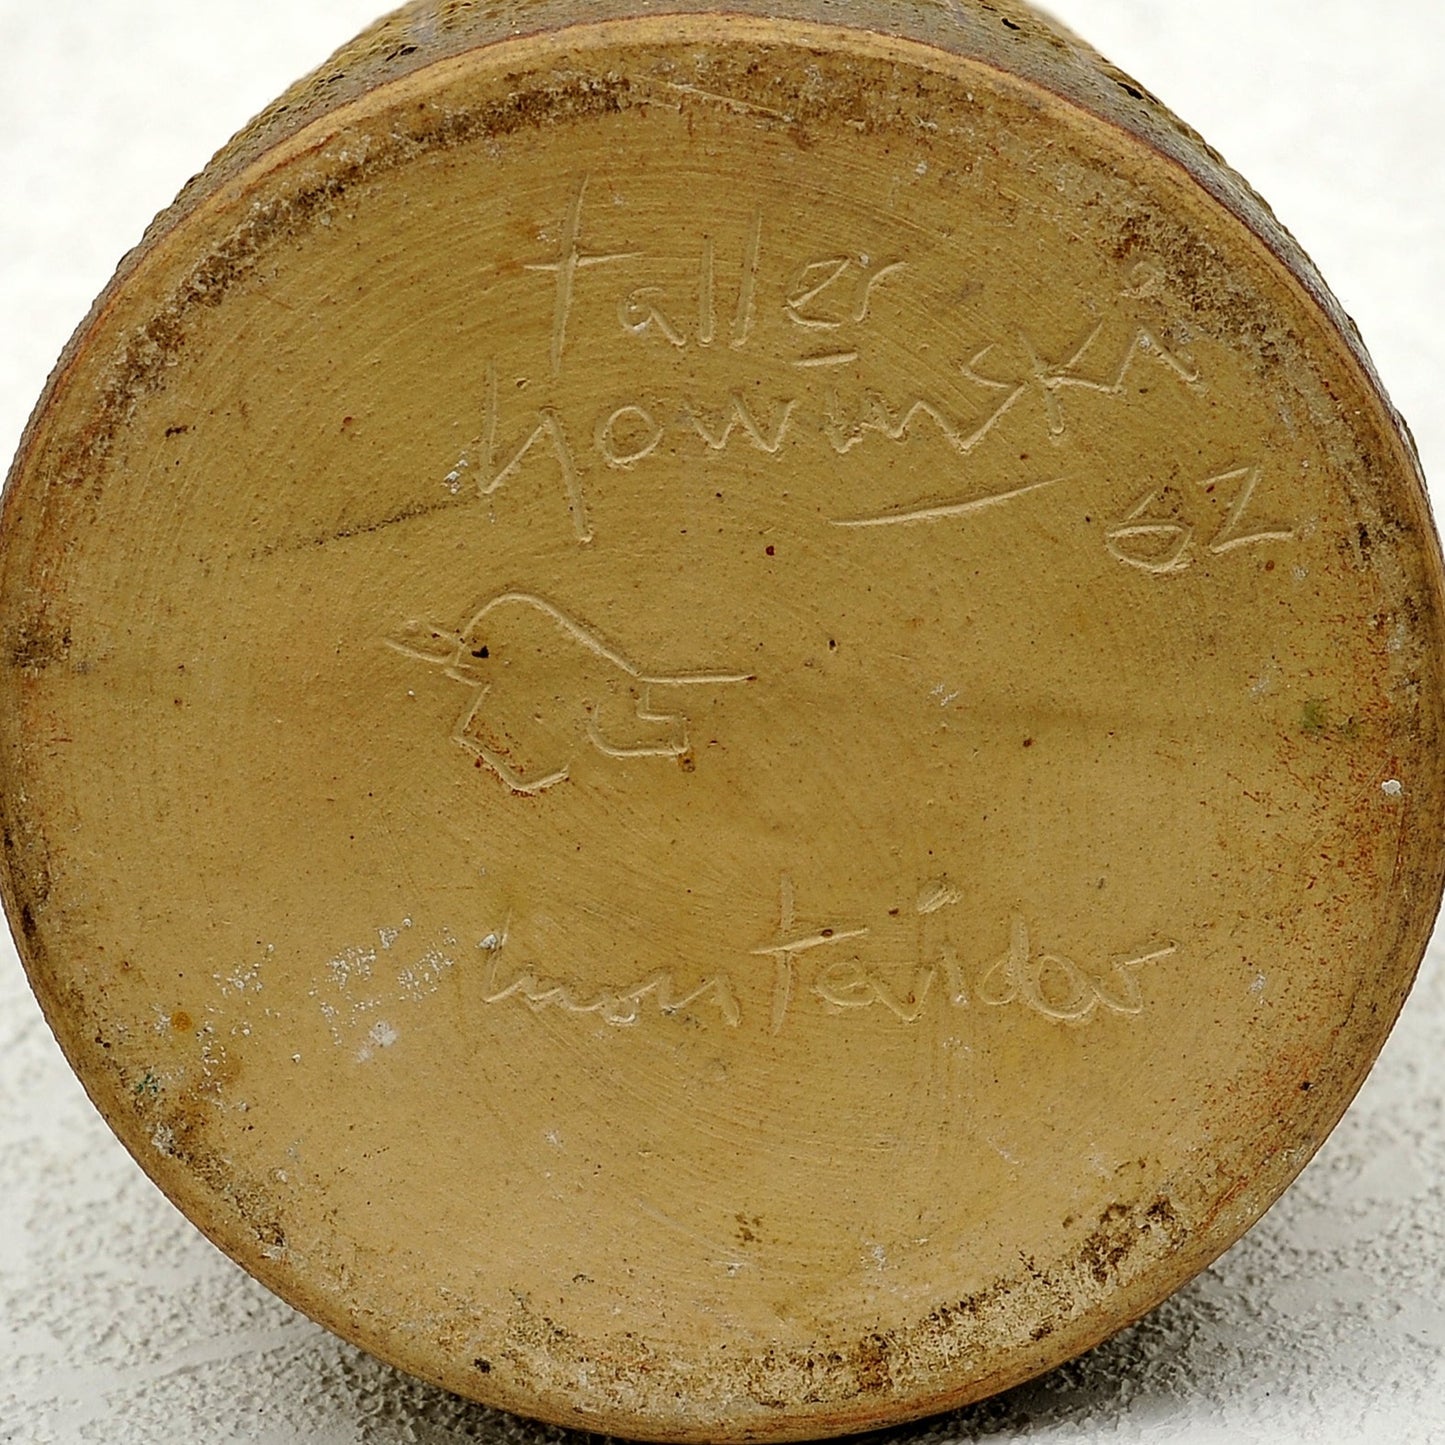 taller
nowinski
62
montevideo